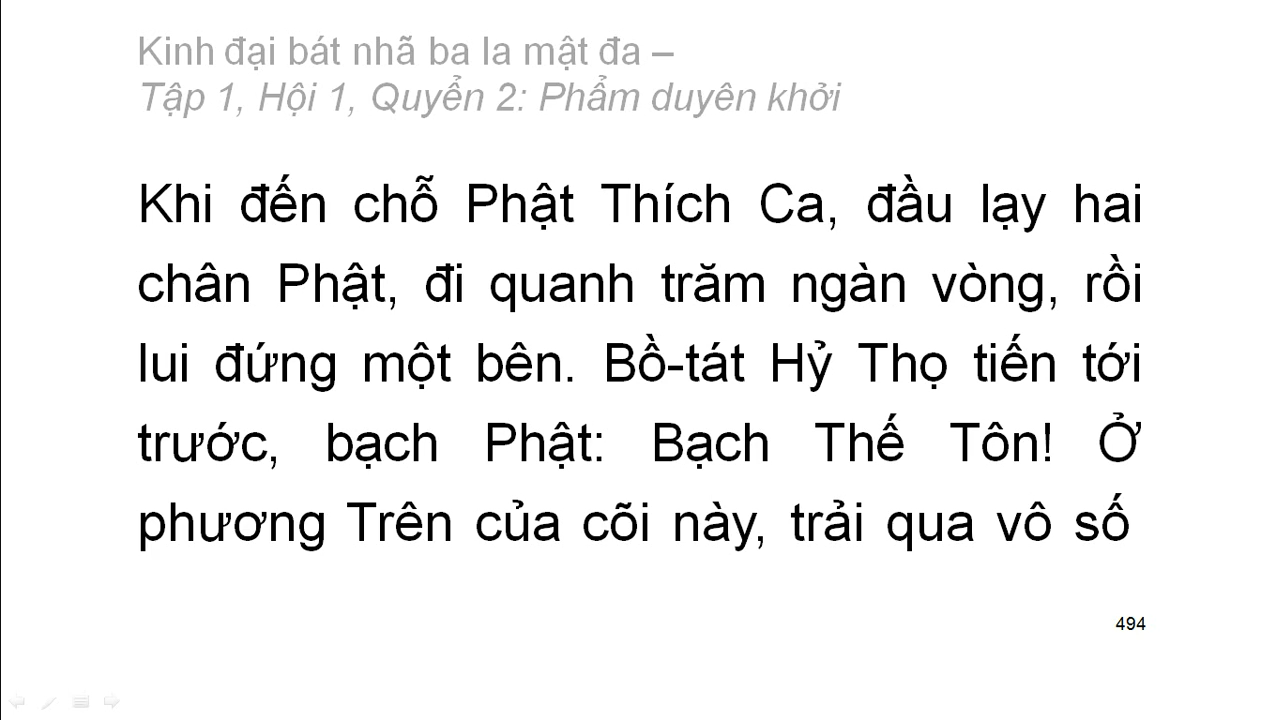 Kinh đại bát nhã ba la mật đa –
Tập 1, Hội 1, Quyển 2: Phẩm duyên khởi
Khi đến chỗ Phật Thích Ca, đầu lạy hai
chân Phật, đi quanh trăm ngàn vòng, rồi
lui đứng một bên. Bồ-tát Hỷ Thọ tiến tới
trước, bạch Phật: Bạch Thế Tôn! Ở
phương Trên của cõi này, trải qua vô số
494